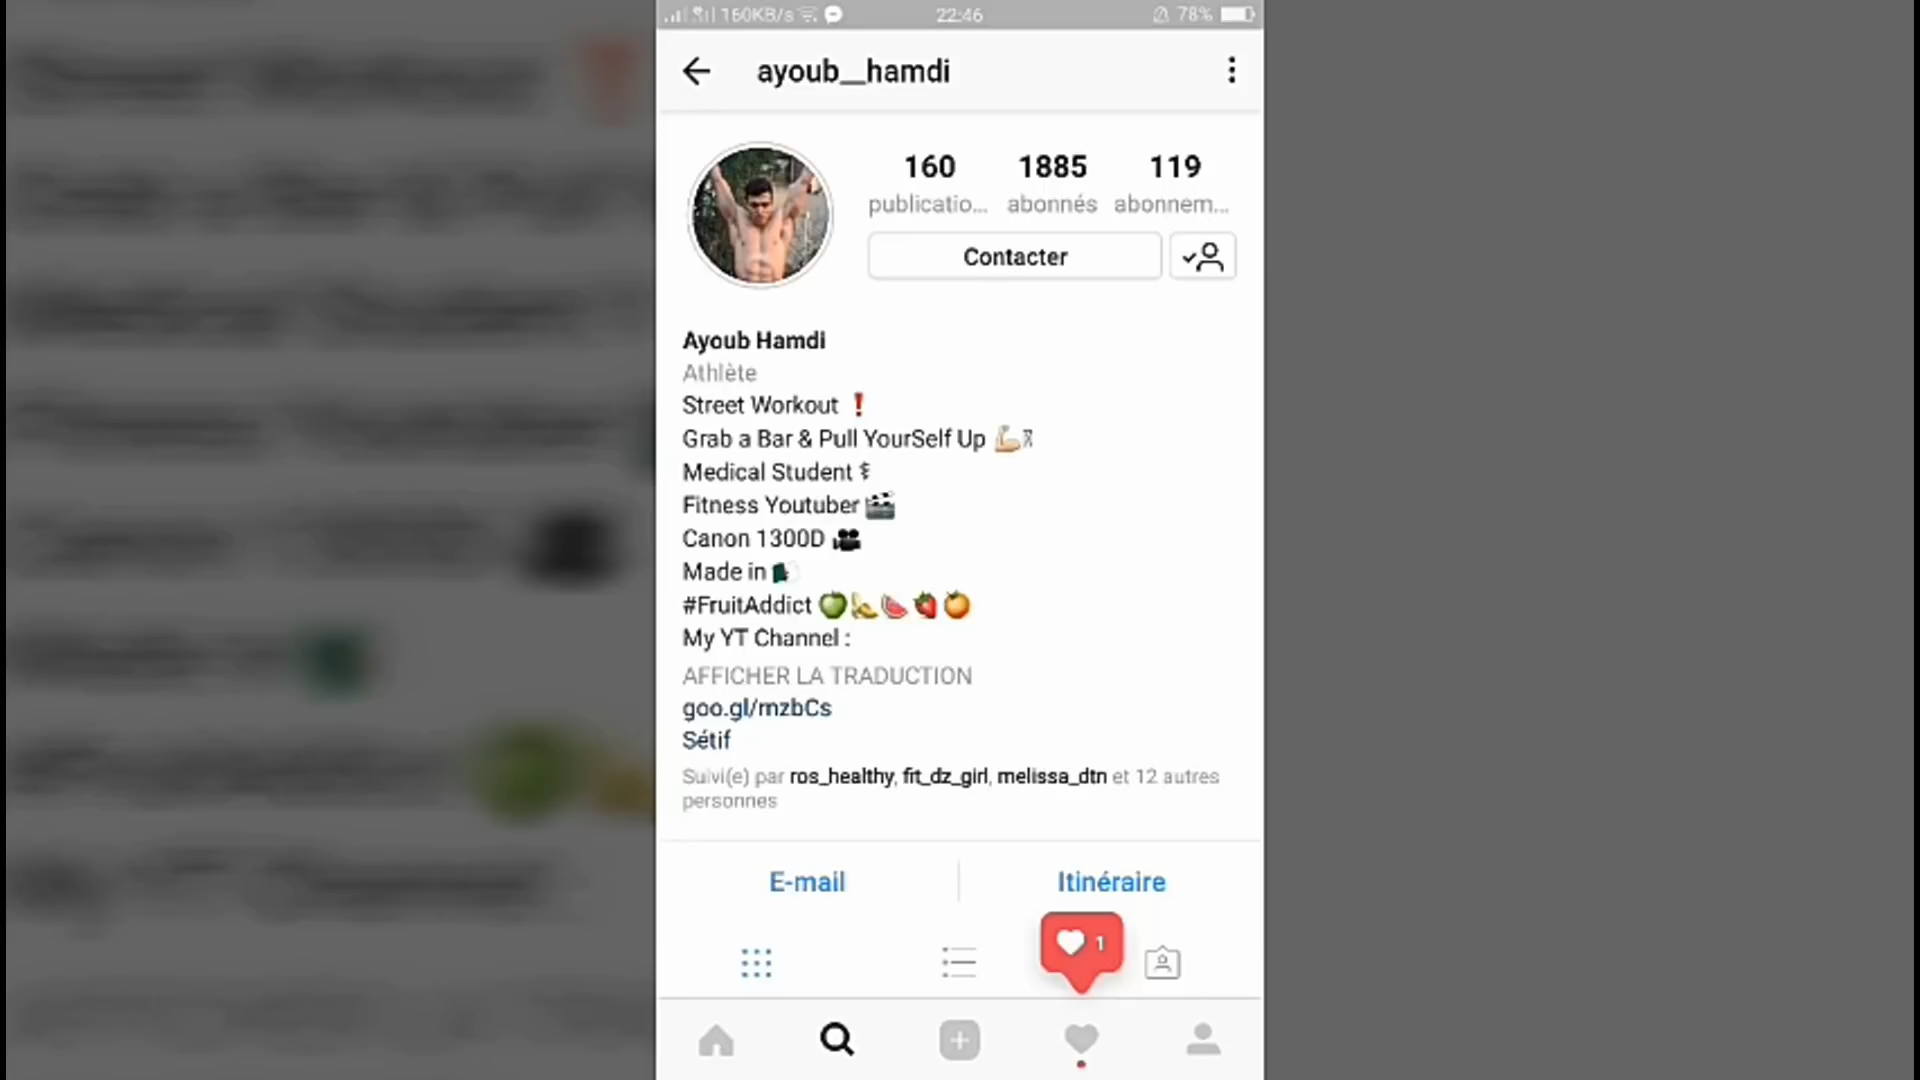 160KB/s 22:46 78%
ayoub__hamdi
160 1885 119
publicatio... abonnés abonnem...
Contacter
Ayoub Hamdi
Athlète
Street Workout ❗
Grab a Bar & Pull YourSelf Up 💪🏻
Medical Student ⚕
Fitness Youtuber 🎬
Canon 1300D 🎥
Made in 🇩🇿
#FruitAddict 🍏🍌🍉🍓🍊
My YT Channel :
AFFICHER LA TRADUCTION
goo.gl/mzbCs
Sétif
Suivi(e) par ros_healthy, fit_dz_girl, melissa_dtn et 12 autres
personnes
E-mail Itinéraire
1